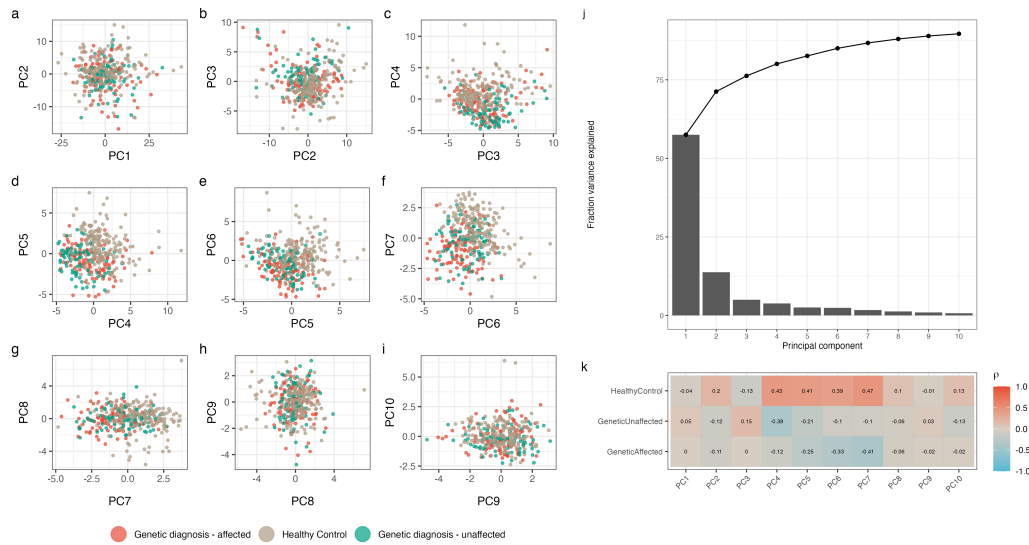 a
b
c
j
10
0
-10
PC2
-25
0
25
PC1
10
5
0
-5
PC3
-10
0
10
PC2
10
5
0
-5
PC4
-5
0
5
10
PC3
d
e
f
5
0
-5
PC5
-5
0
5
10
PC4
5
0
-5
PC6
-5
0
5
PC5
2.5
0.0
-2.5
-5.0
PC7
-5
0
5
PC6
g
h
i
4
0
-4
PC8
-5.0
-2.5
0.0
2.5
PC7
2
0
-2
-4
PC9
-4
0
4
PC8
5.0
2.5
0.0
-2.5
PC10
-4
-2
0
2
PC9
Genetic diagnosis - affected
Healthy Control
Genetic diagnosis - unaffected
Fraction variance explained
75
50
25
0
1 2 3 4 5 6 7 8 9 10
Principal component
k
HealthyControl -0.04 0.2 -0.13 0.43 0.41 0.39 0.47 0.1 -0.01 0.13
GeneticUnaffected 0.05 -0.12 0.15 -0.38 -0.21 -0.1 -0.1 -0.06 0.03 -0.13
GeneticAffected 0 -0.11 0 -0.12 -0.25 -0.33 -0.41 -0.06 -0.02 -0.02
PC1 PC2 PC3 PC4 PC5 PC6 PC7 PC8 PC9 PC10
ρ
1.0
0.5
0.0
-0.5
-1.0